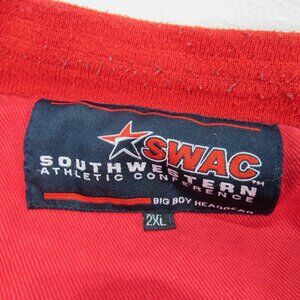 SWAC
SOUTHWESTERN
ATHLETIC CONFERENCE
BIG BOY HEADGEAR
2XL